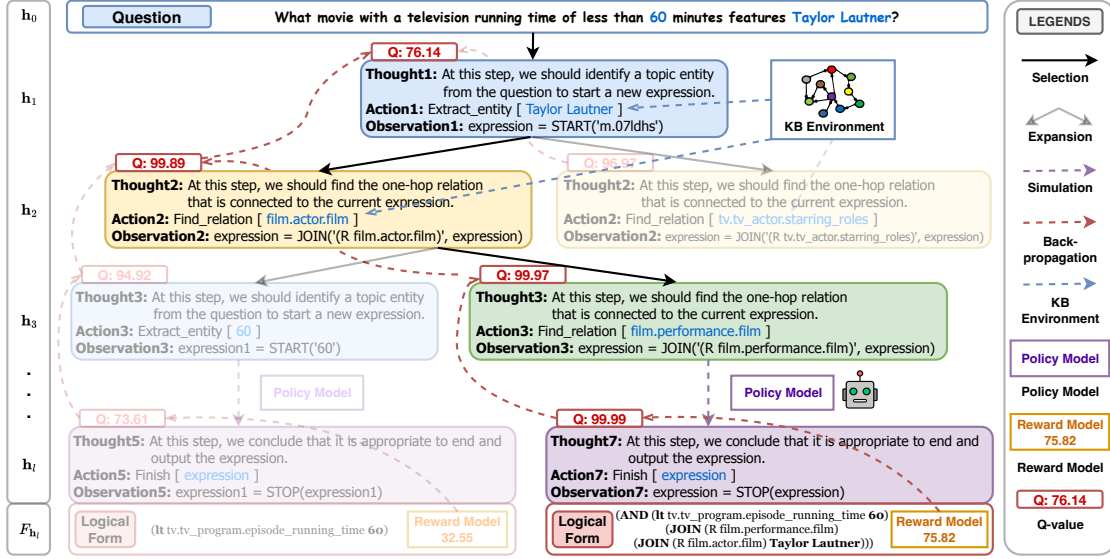 h₀
Question
What movie with a television running time of less than 60 minutes features Taylor Lautner?
LEGENDS
Selection
Expansion
Simulation
Back-
propagation
KB
Environment
Policy Model
Policy Model
Reward Model
75.82
Reward Model
Q: 76.14
Q-value
h₁
Q: 76.14
Thought1: At this step, we should identify a topic entity
from the question to start a new expression.
Action1: Extract_entity [ Taylor Lautner ]
Observation1: expression = START('m.07ldhs')
KB Environment
h₂
Q: 99.89
Thought2: At this step, we should find the one-hop relation
that is connected to the current expression.
Action2: Find_relation [ film.actor.film ]
Observation2: expression = JOIN('(R film.actor.film)', expression)
Q: 96.97
Thought2: At this step, we should find the one-hop relation
that is connected to the current expression.
Action2: Find_relation [ tv.tv_actor.starring_roles ]
Observation2: expression = JOIN('(R tv.tv_actor.starring_roles)', expression)
h₃
Q: 94.92
Thought3: At this step, we should identify a topic entity
from the question to start a new expression.
Action3: Extract_entity [ 60 ]
Observation3: expression1 = START('60')
Q: 99.97
Thought3: At this step, we should find the one-hop relation
that is connected to the current expression.
Action3: Find_relation [ film.performance.film ]
Observation3: expression = JOIN('(R film.performance.film)', expression)
.
.
.
Policy Model
Policy Model
hₗ
Q: 73.61
Thought5: At this step, we conclude that it is appropriate to end and
output the expression.
Action5: Finish [ expression ]
Observation5: expression1 = STOP(expression1)
Q: 99.99
Thought7: At this step, we conclude that it is appropriate to end and
output the expression.
Action7: Finish [ expression ]
Observation7: expression = STOP(expression)
F_hₗ
Logical
Form
(lt tv.tv_program.episode_running_time 60)
Reward Model
32.55
Logical
Form
(AND (lt tv.tv_program.episode_running_time 60)
(JOIN (R film.performance.film)
(JOIN (R film.actor.film) Taylor Lautner)))
Reward Model
75.82